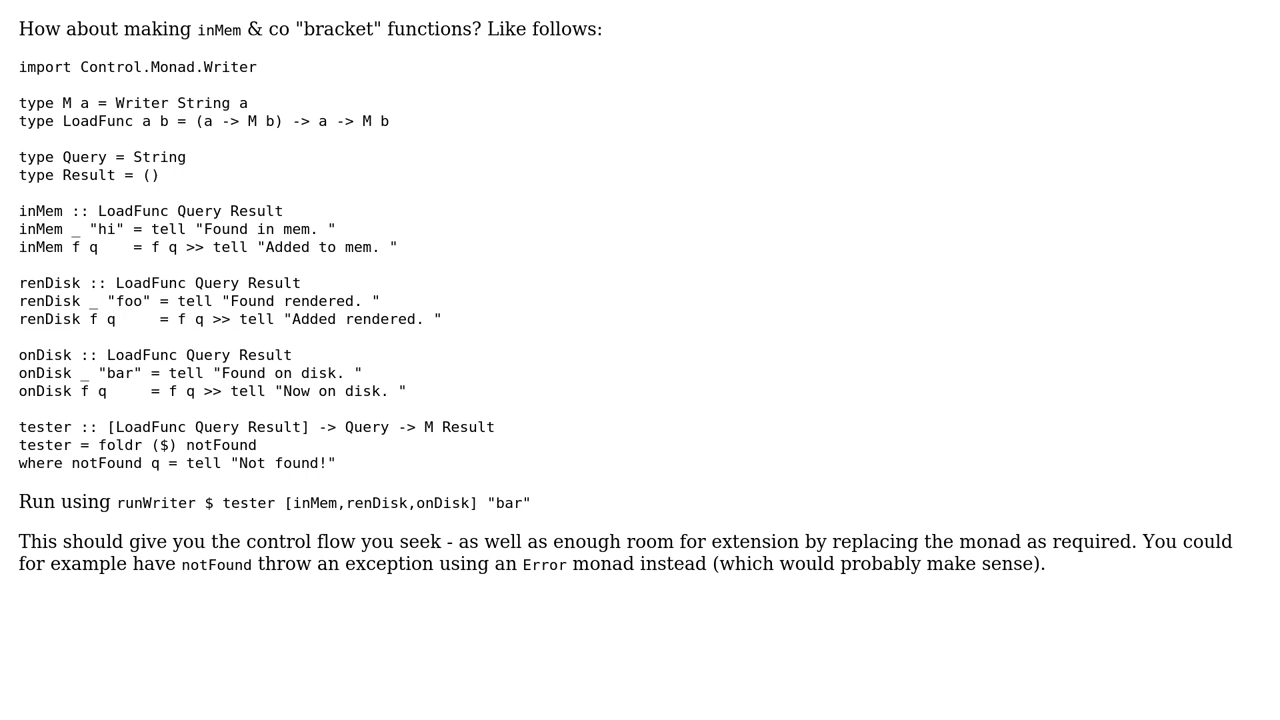 How about making inMem & co "bracket" functions? Like follows:
import Control.Monad.Writer
type M a = Writer String a
type LoadFunc a b = (a -> M b) -> a -> M b
type Query = String
type Result = ()
inMem :: LoadFunc Query Result
inMem _ "hi" = tell "Found in mem. "
inMem f q    = f q >> tell "Added to mem. "
renDisk :: LoadFunc Query Result
renDisk _ "foo" = tell "Found rendered. "
renDisk f q     = f q >> tell "Added rendered. "
onDisk :: LoadFunc Query Result
onDisk _ "bar" = tell "Found on disk. "
onDisk f q     = f q >> tell "Now on disk. "
tester :: [LoadFunc Query Result] -> Query -> M Result
tester = foldr ($) notFound
where notFound q = tell "Not found!"
Run using runWriter $ tester [inMem,renDisk,onDisk] "bar"
This should give you the control flow you seek - as well as enough room for extension by replacing the monad as required. You could
for example have notFound throw an exception using an Error monad instead (which would probably make sense).